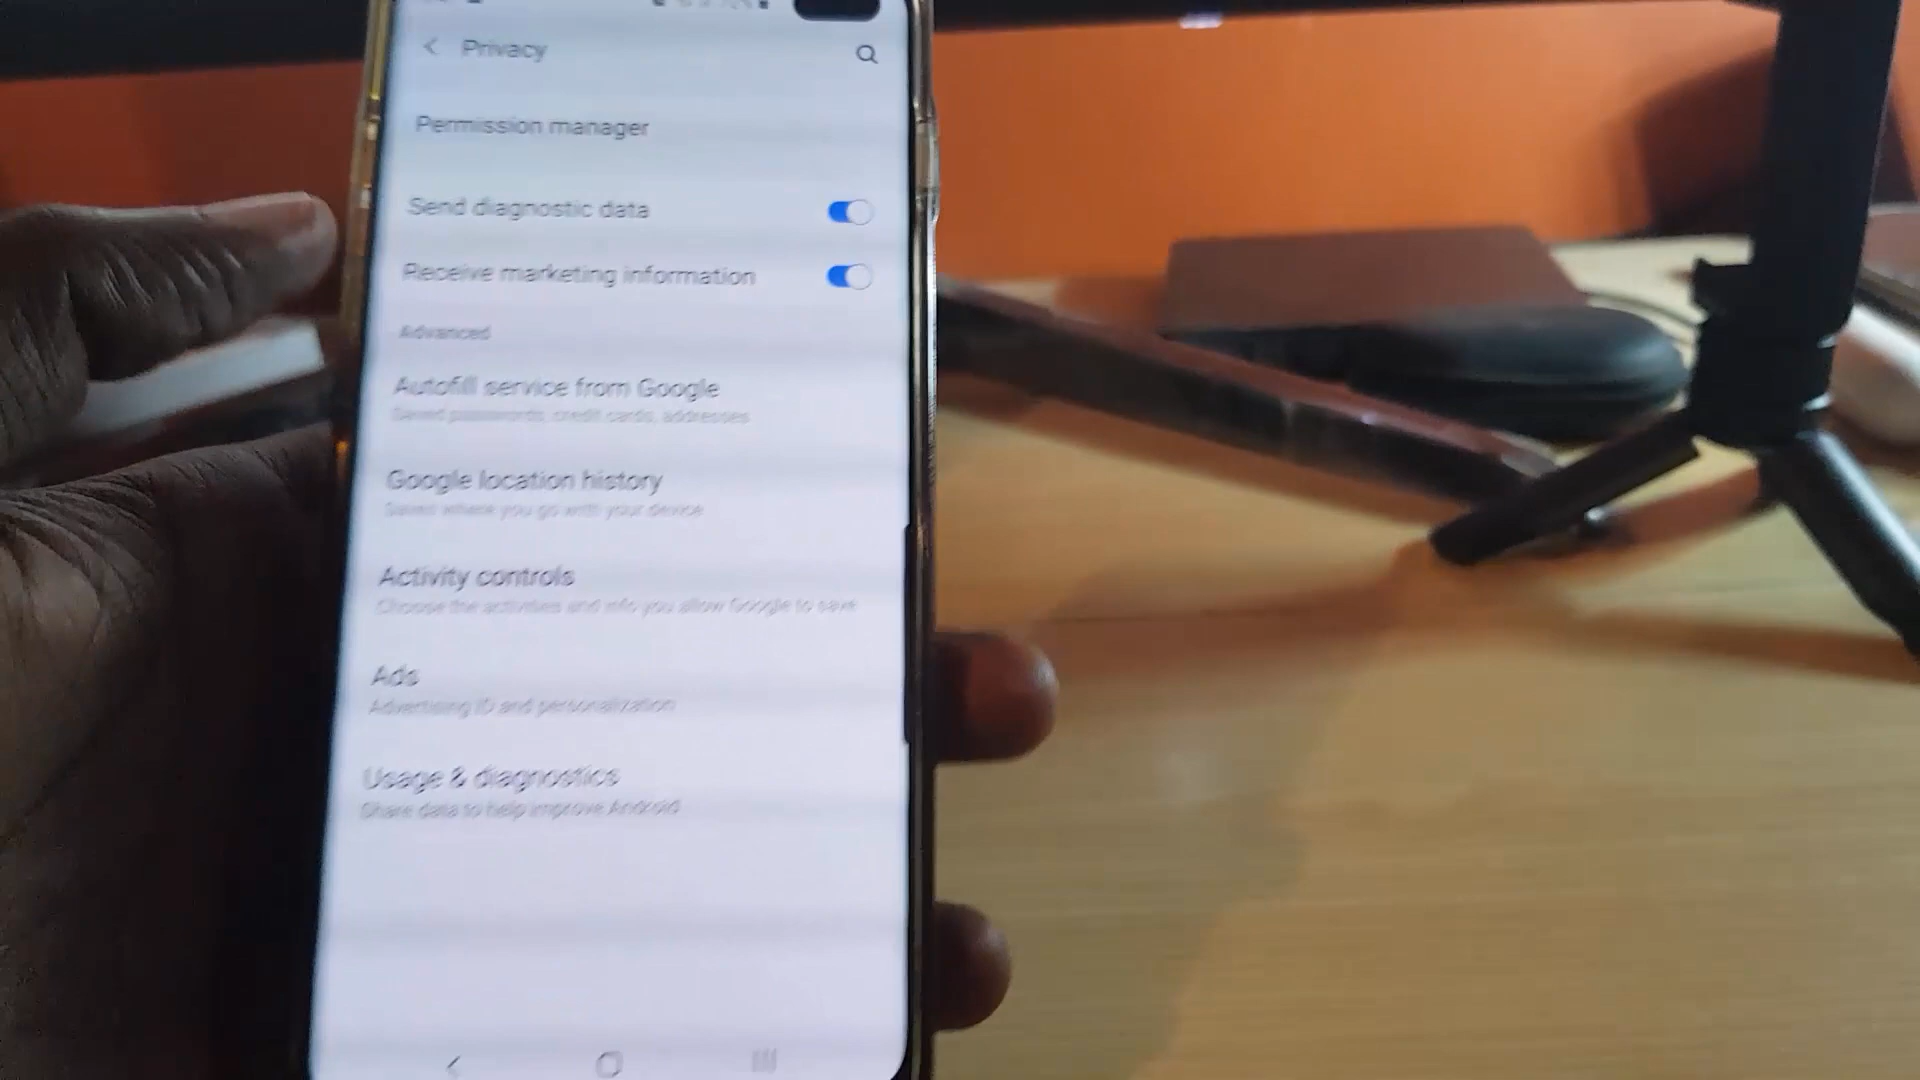 Privacy
Permission manager
Send diagnostic data
Receive marketing information
Advanced
Autofill service from Google
Saved passwords, credit cards, addresses
Google location history
Saves where you go with your device
Activity controls
Choose the activities and info you allow Google to save
Ads
Advertising ID and personalization
Usage & diagnostics
Share data to help improve Android